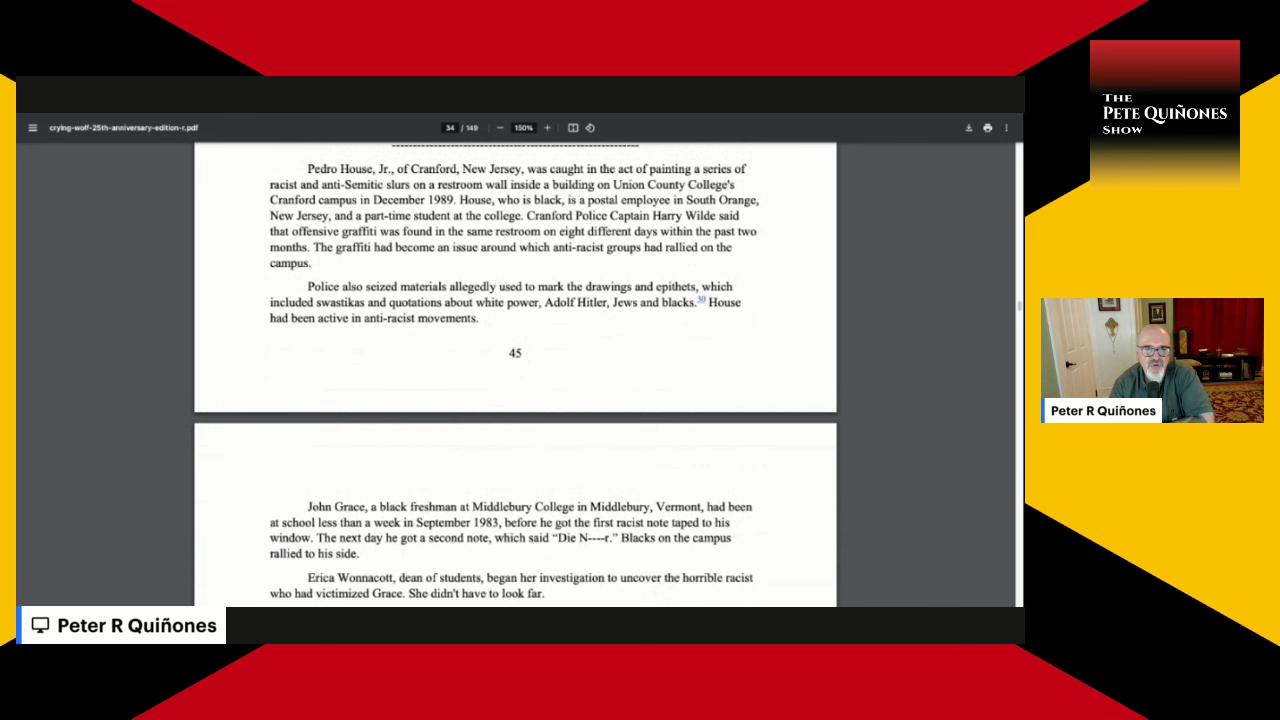 THE
PETE QUIÑONES
SHOW
crying-wolf-25th-anniversary-edition-r.pdf
34 / 149
150%
Pedro House, Jr., of Cranford, New Jersey, was caught in the act of painting a series of
racist and anti-Semitic slurs on a restroom wall inside a building on Union County College's
Cranford campus in December 1989. House, who is black, is a postal employee in South Orange,
New Jersey, and a part-time student at the college. Cranford Police Captain Harry Wilde said
that offensive graffiti was found in the same restroom on eight different days within the past two
months. The graffiti had become an issue around which anti-racist groups had rallied on the
campus.
Police also seized materials allegedly used to mark the drawings and epithets, which
included swastikas and quotations about white power, Adolf Hitler, Jews and blacks.30 House
had been active in anti-racist movements.
45
John Grace, a black freshman at Middlebury College in Middlebury, Vermont, had been
at school less than a week in September 1983, before he got the first racist note taped to his
window. The next day he got a second note, which said “Die N----r.” Blacks on the campus
rallied to his side.
Erica Wonnacott, dean of students, began her investigation to uncover the horrible racist
who had victimized Grace. She didn't have to look far.
Peter R Quiñones
Peter R Quiñones